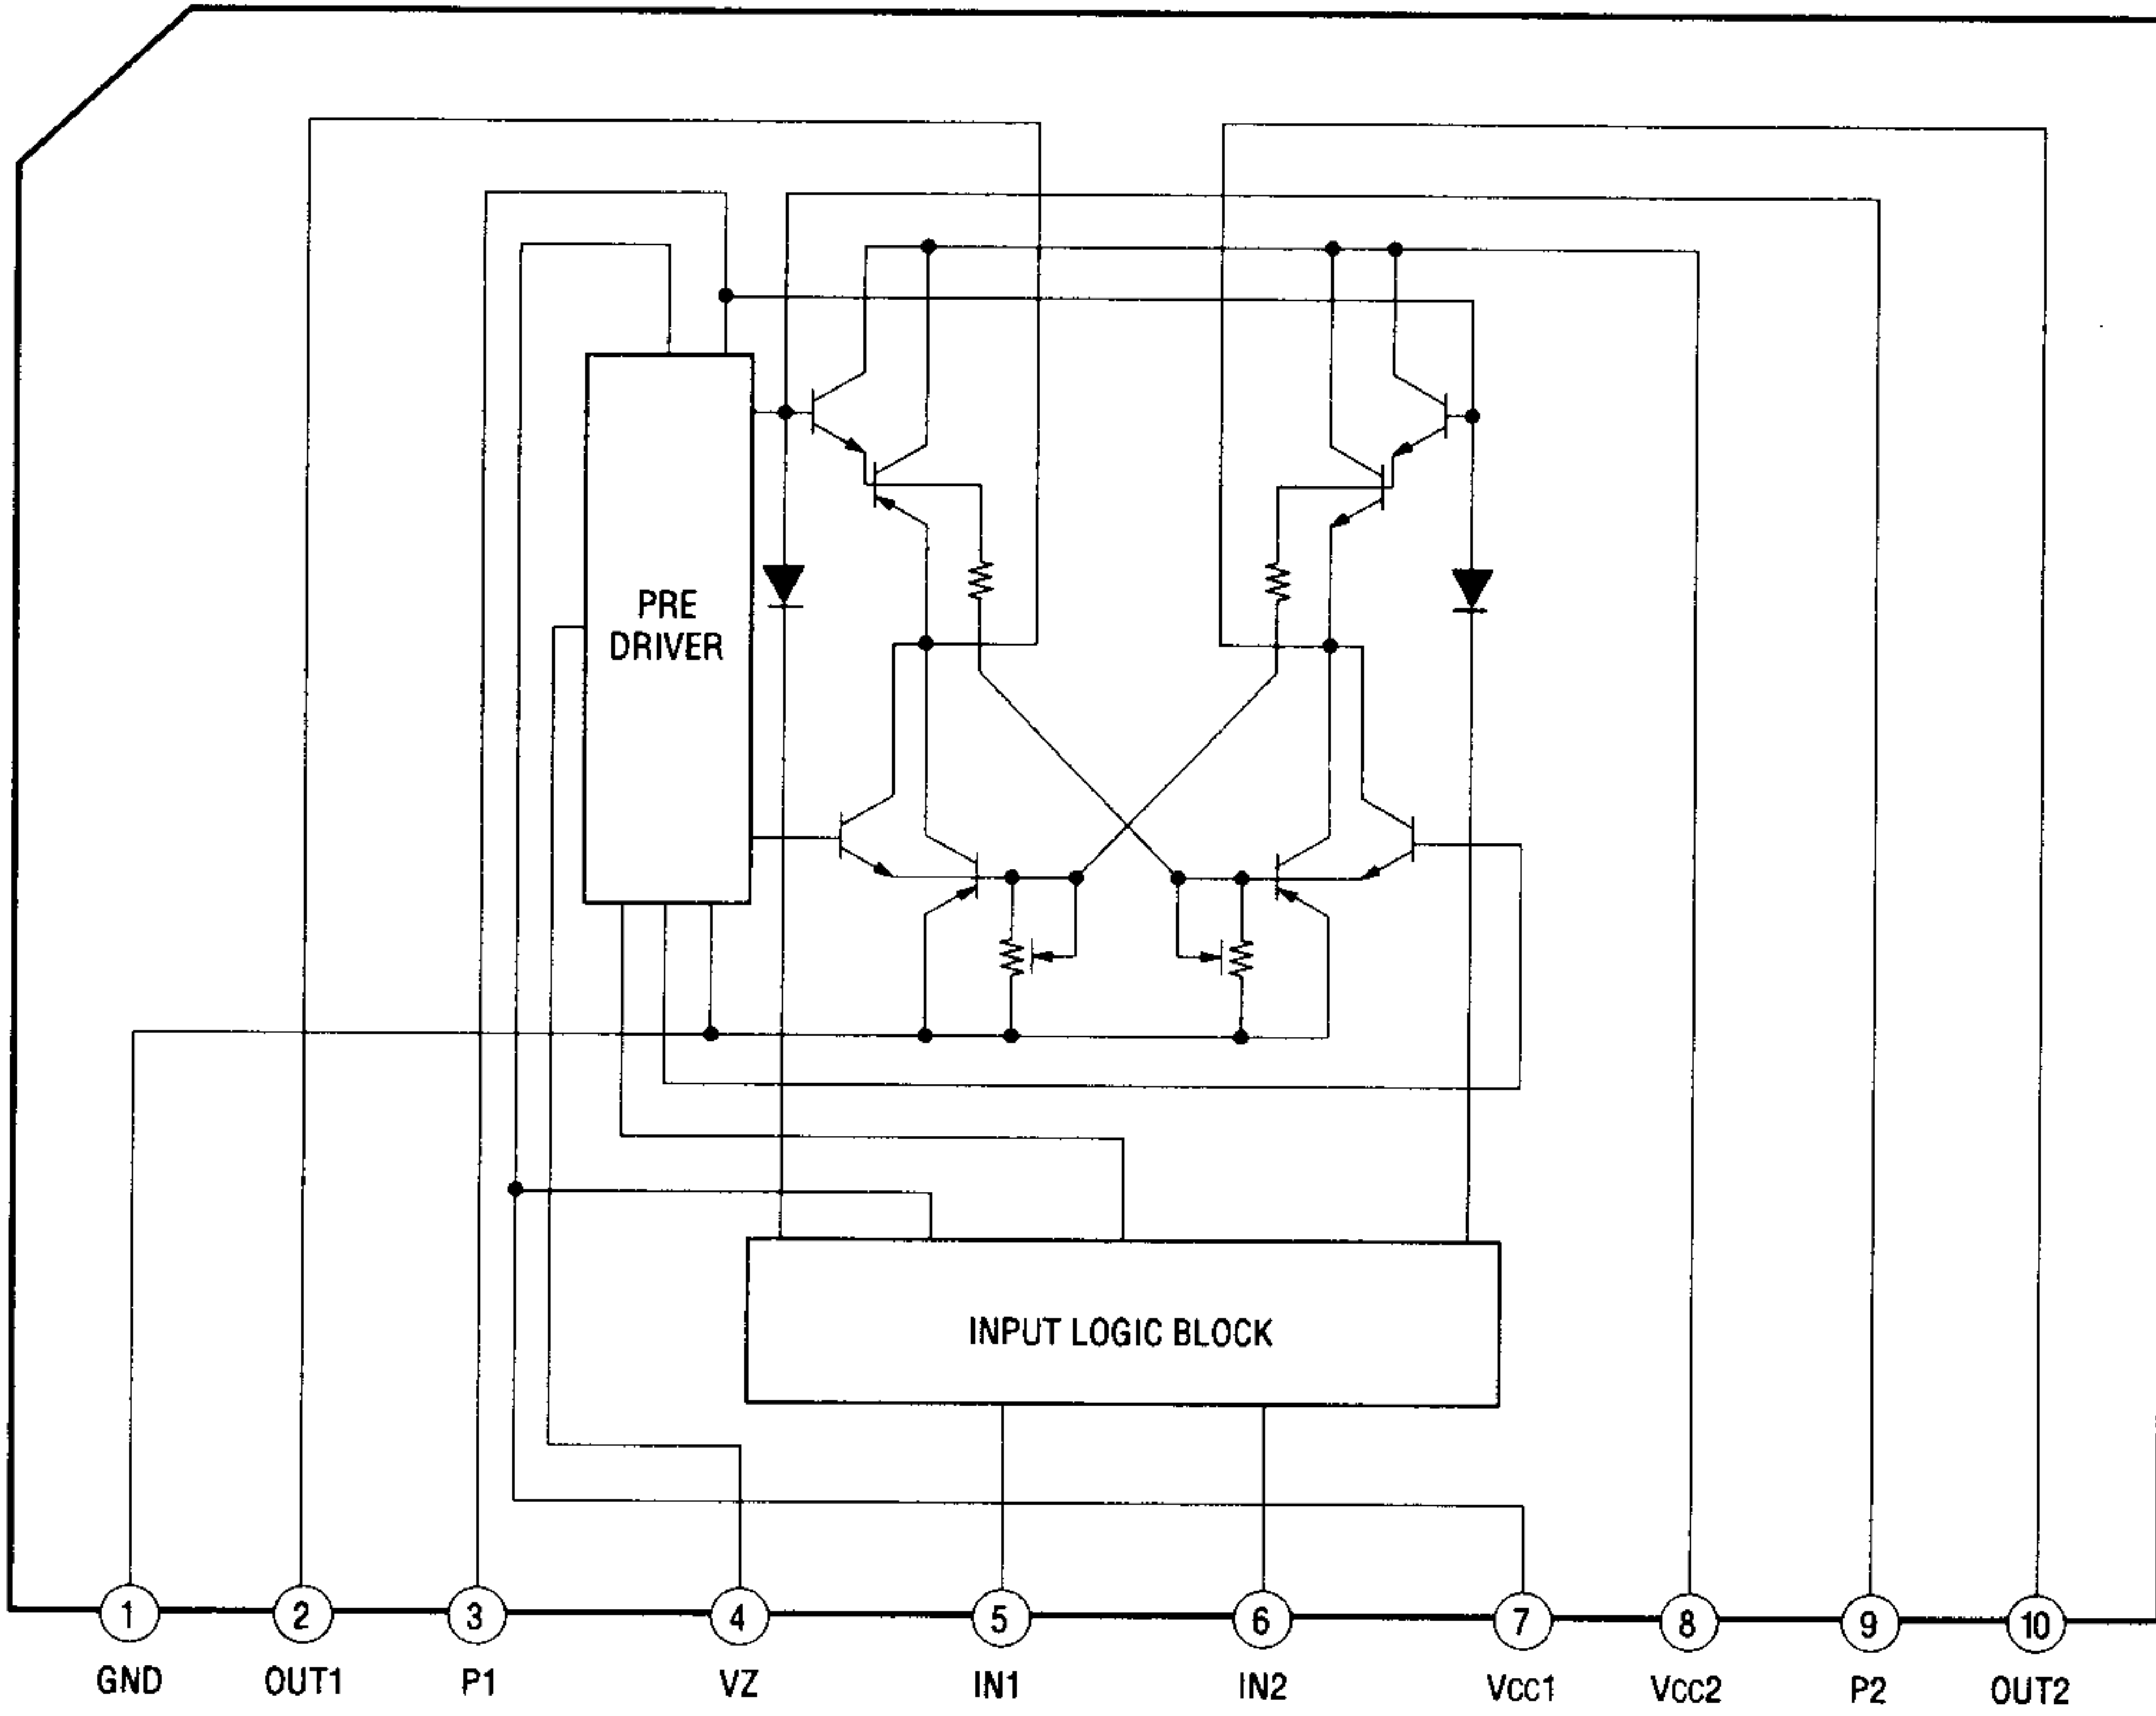 PRE
DRIVER
INPUT LOGIC BLOCK
1 2 3 4 5 6 7 8 9 10
GND OUT1 P1 VZ IN1 IN2 VCC1 VCC2 P2 OUT2